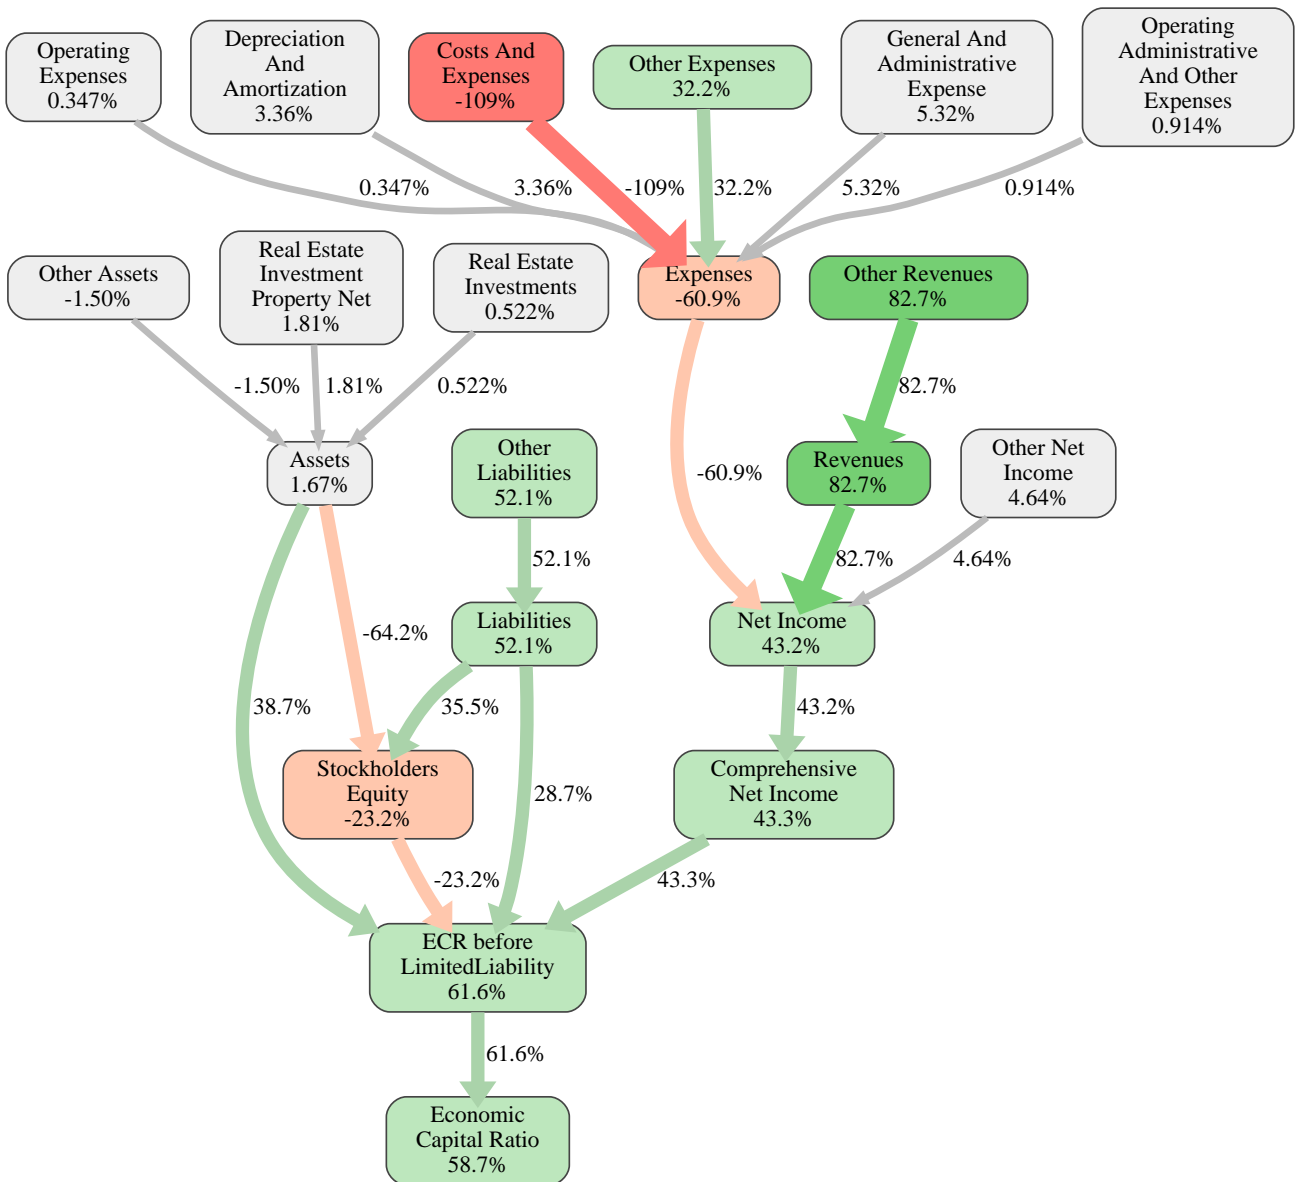 Operating
Expenses
0.347%
Depreciation
And
Amortization
3.36%
Costs And
Expenses
-109%
Other Expenses
32.2%
General And
Administrative
Expense
5.32%
Operating
Administrative
And Other
Expenses
0.914%
0.347%
3.36%
-109%
32.2%
5.32%
0.914%
Other Assets
-1.50%
Real Estate
Investment
Property Net
1.81%
Real Estate
Investments
0.522%
Expenses
-60.9%
Other Revenues
82.7%
-1.50%
1.81%
0.522%
82.7%
Assets
1.67%
Other
Liabilities
52.1%
-60.9%
Revenues
82.7%
Other Net
Income
4.64%
52.1%
82.7%
4.64%
-64.2%
Liabilities
52.1%
Net Income
43.2%
38.7%
35.5%
43.2%
Stockholders
Equity
-23.2%
28.7%
Comprehensive
Net Income
43.3%
-23.2%
43.3%
ECR before
LimitedLiability
61.6%
61.6%
Economic
Capital Ratio
58.7%